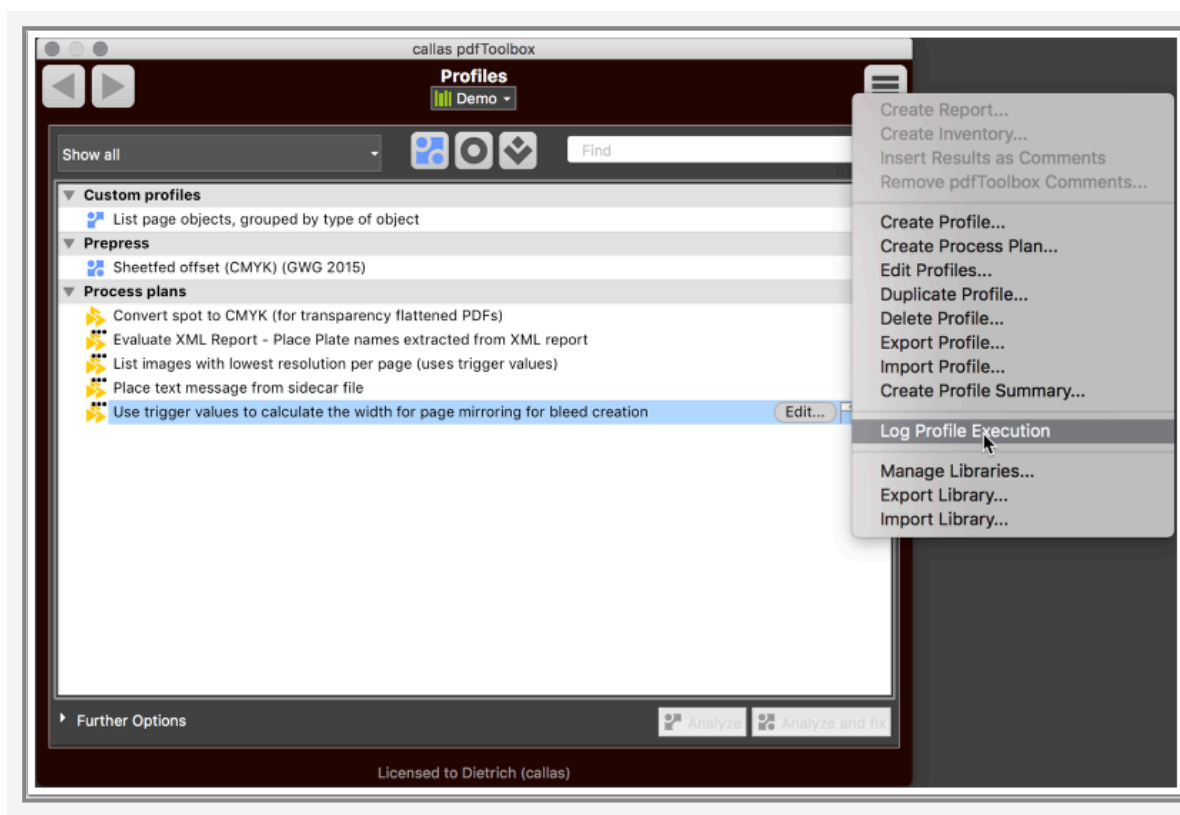 callas pdfToolbox
Profiles
Demo
Show all
Find
Custom profiles
List page objects, grouped by type of object
Prepress
Sheetfed offset (CMYK) (GWG 2015)
Process plans
Convert spot to CMYK (for transparency flattened PDFs)
Evaluate XML Report - Place Plate names extracted from XML report
List images with lowest resolution per page (uses trigger values)
Place text message from sidecar file
Use trigger values to calculate the width for page mirroring for bleed creation
Edit...
Further Options
Analyze
Analyze and fix
Licensed to Dietrich (callas)
Create Report...
Create Inventory...
Insert Results as Comments
Remove pdfToolbox Comments...
Create Profile...
Create Process Plan...
Edit Profiles...
Duplicate Profile...
Delete Profile...
Export Profile...
Import Profile...
Create Profile Summary...
Log Profile Execution
Manage Libraries...
Export Library...
Import Library...